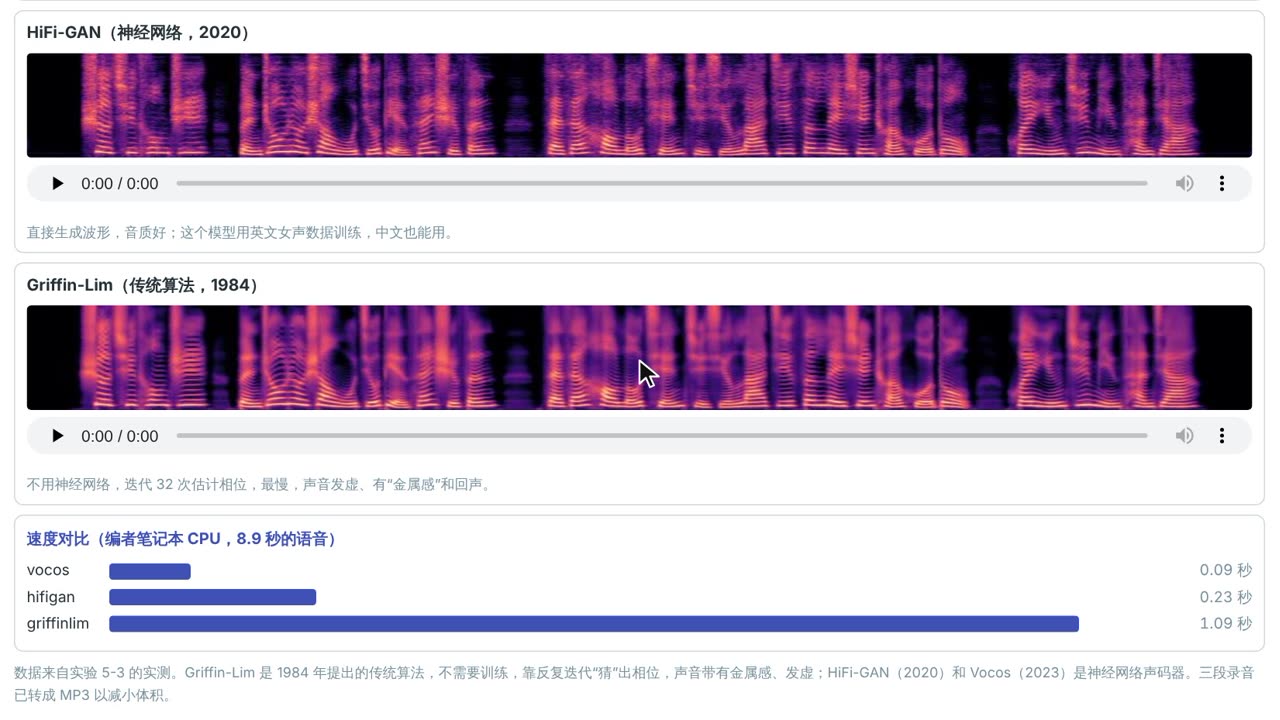 HiFi-GAN（神经网络，2020）
0:00 / 0:00
直接生成波形，音质好；这个模型用英文女声数据训练，中文也能用。
Griffin-Lim（传统算法，1984）
0:00 / 0:00
不用神经网络，迭代 32 次估计相位，最慢，声音发虚、有“金属感”和回声。
速度对比（编者笔记本 CPU，8.9 秒的语音）
vocos 0.09 秒
hifigan 0.23 秒
griffinlim 1.09 秒
数据来自实验 5-3 的实测。Griffin-Lim 是 1984 年提出的传统算法，不需要训练，靠反复迭代“猜”出相位，声音带有金属感、发虚；HiFi-GAN（2020）和 Vocos（2023）是神经网络声码器。三段录音
已转成 MP3 以减小体积。